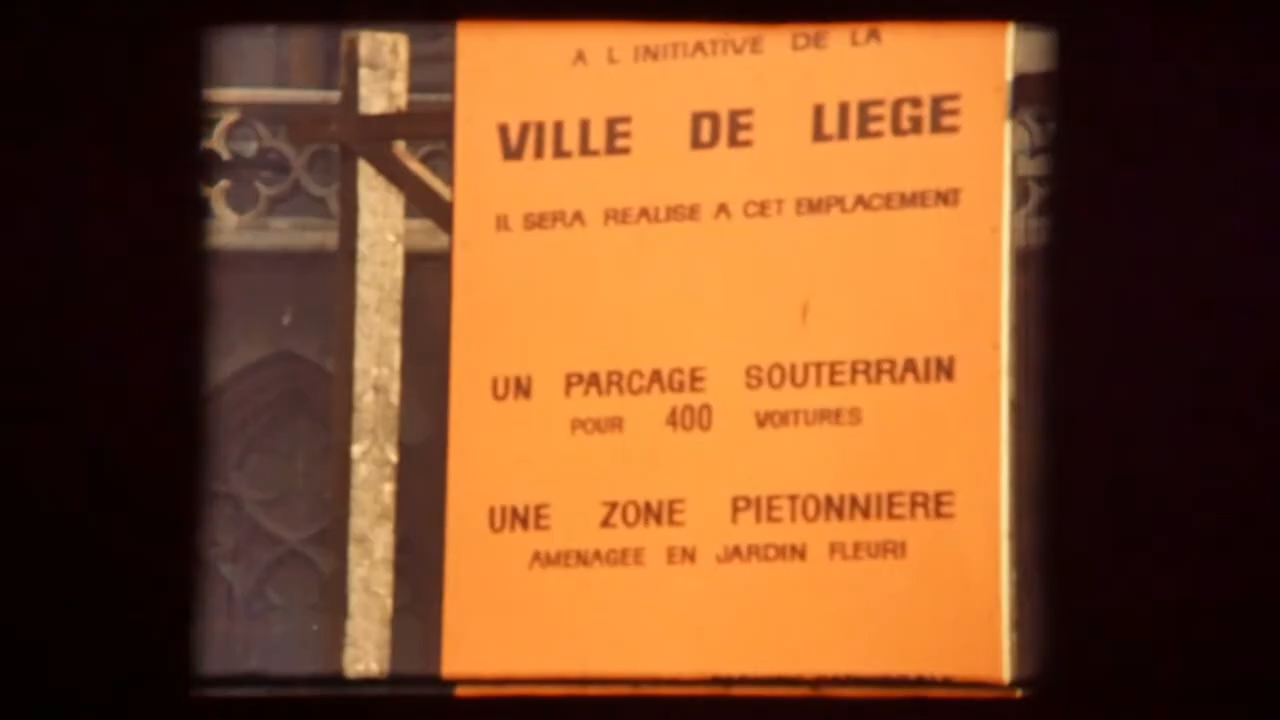 A L INITIATIVE DE LA
VILLE DE LIEGE
IL SERA REALISE A CET EMPLACEMENT
UN PARCAGE SOUTERRAIN
POUR 400 VOITURES
UNE ZONE PIETONNIERE
AMENAGEE EN JARDIN FLEURI